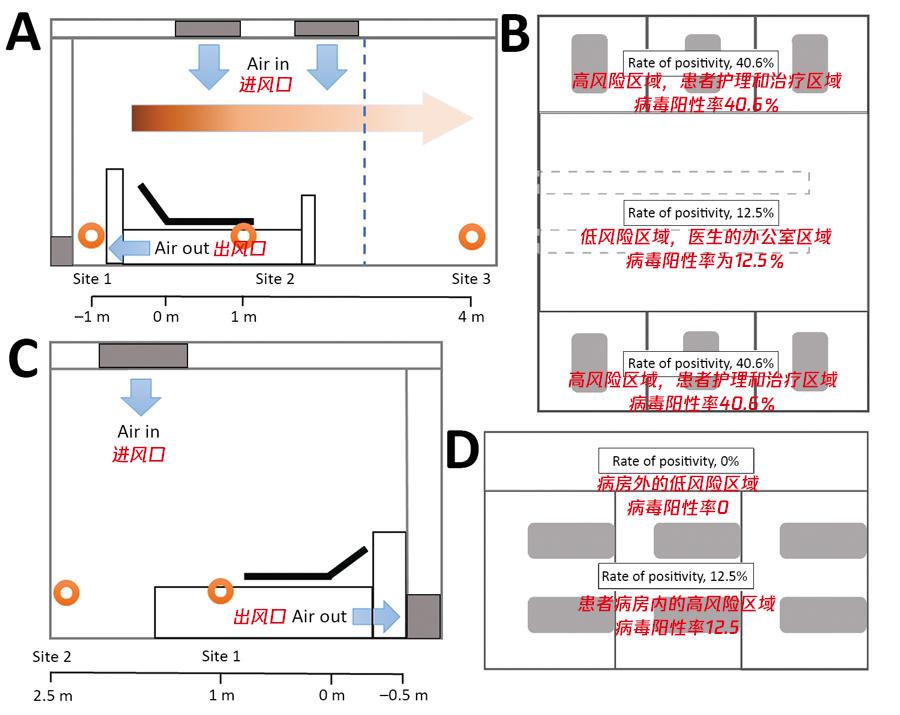 A
Air in
进风口
Air out 出风口
Site 1
Site 2
Site 3
–1 m
0 m
1 m
4 m
B
Rate of positivity, 40.6%
高风险区域，患者护理和治疗区域
病毒阳性率40.6%
Rate of positivity, 12.5%
低风险区域，医生的办公室区域
病毒阳性率为12.5%
Rate of positivity, 40.6%
高风险区域，患者护理和治疗区域
病毒阳性率40.6%
C
Air in
进风口
出风口 Air out
Site 2
Site 1
2.5 m
1 m
0 m
–0.5 m
D
Rate of positivity, 0%
病房外的低风险区域
病毒阳性率0
Rate of positivity, 12.5%
患者病房内的高风险区域
病毒阳性率12.5